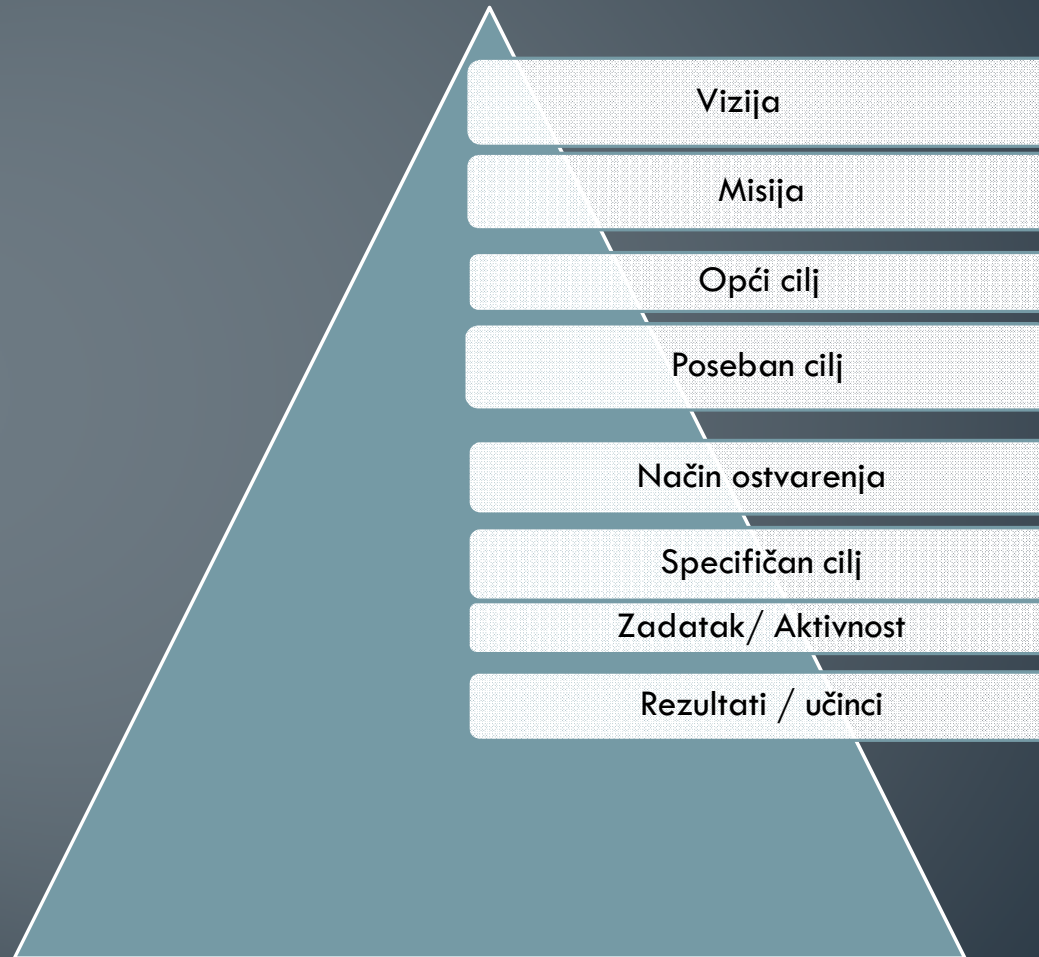 Vizija
Misija
Opći cilj
Poseban cilj
Način ostvarenja
Specifičan cilj
Zadatak/ Aktivnost
Rezultati / učinci